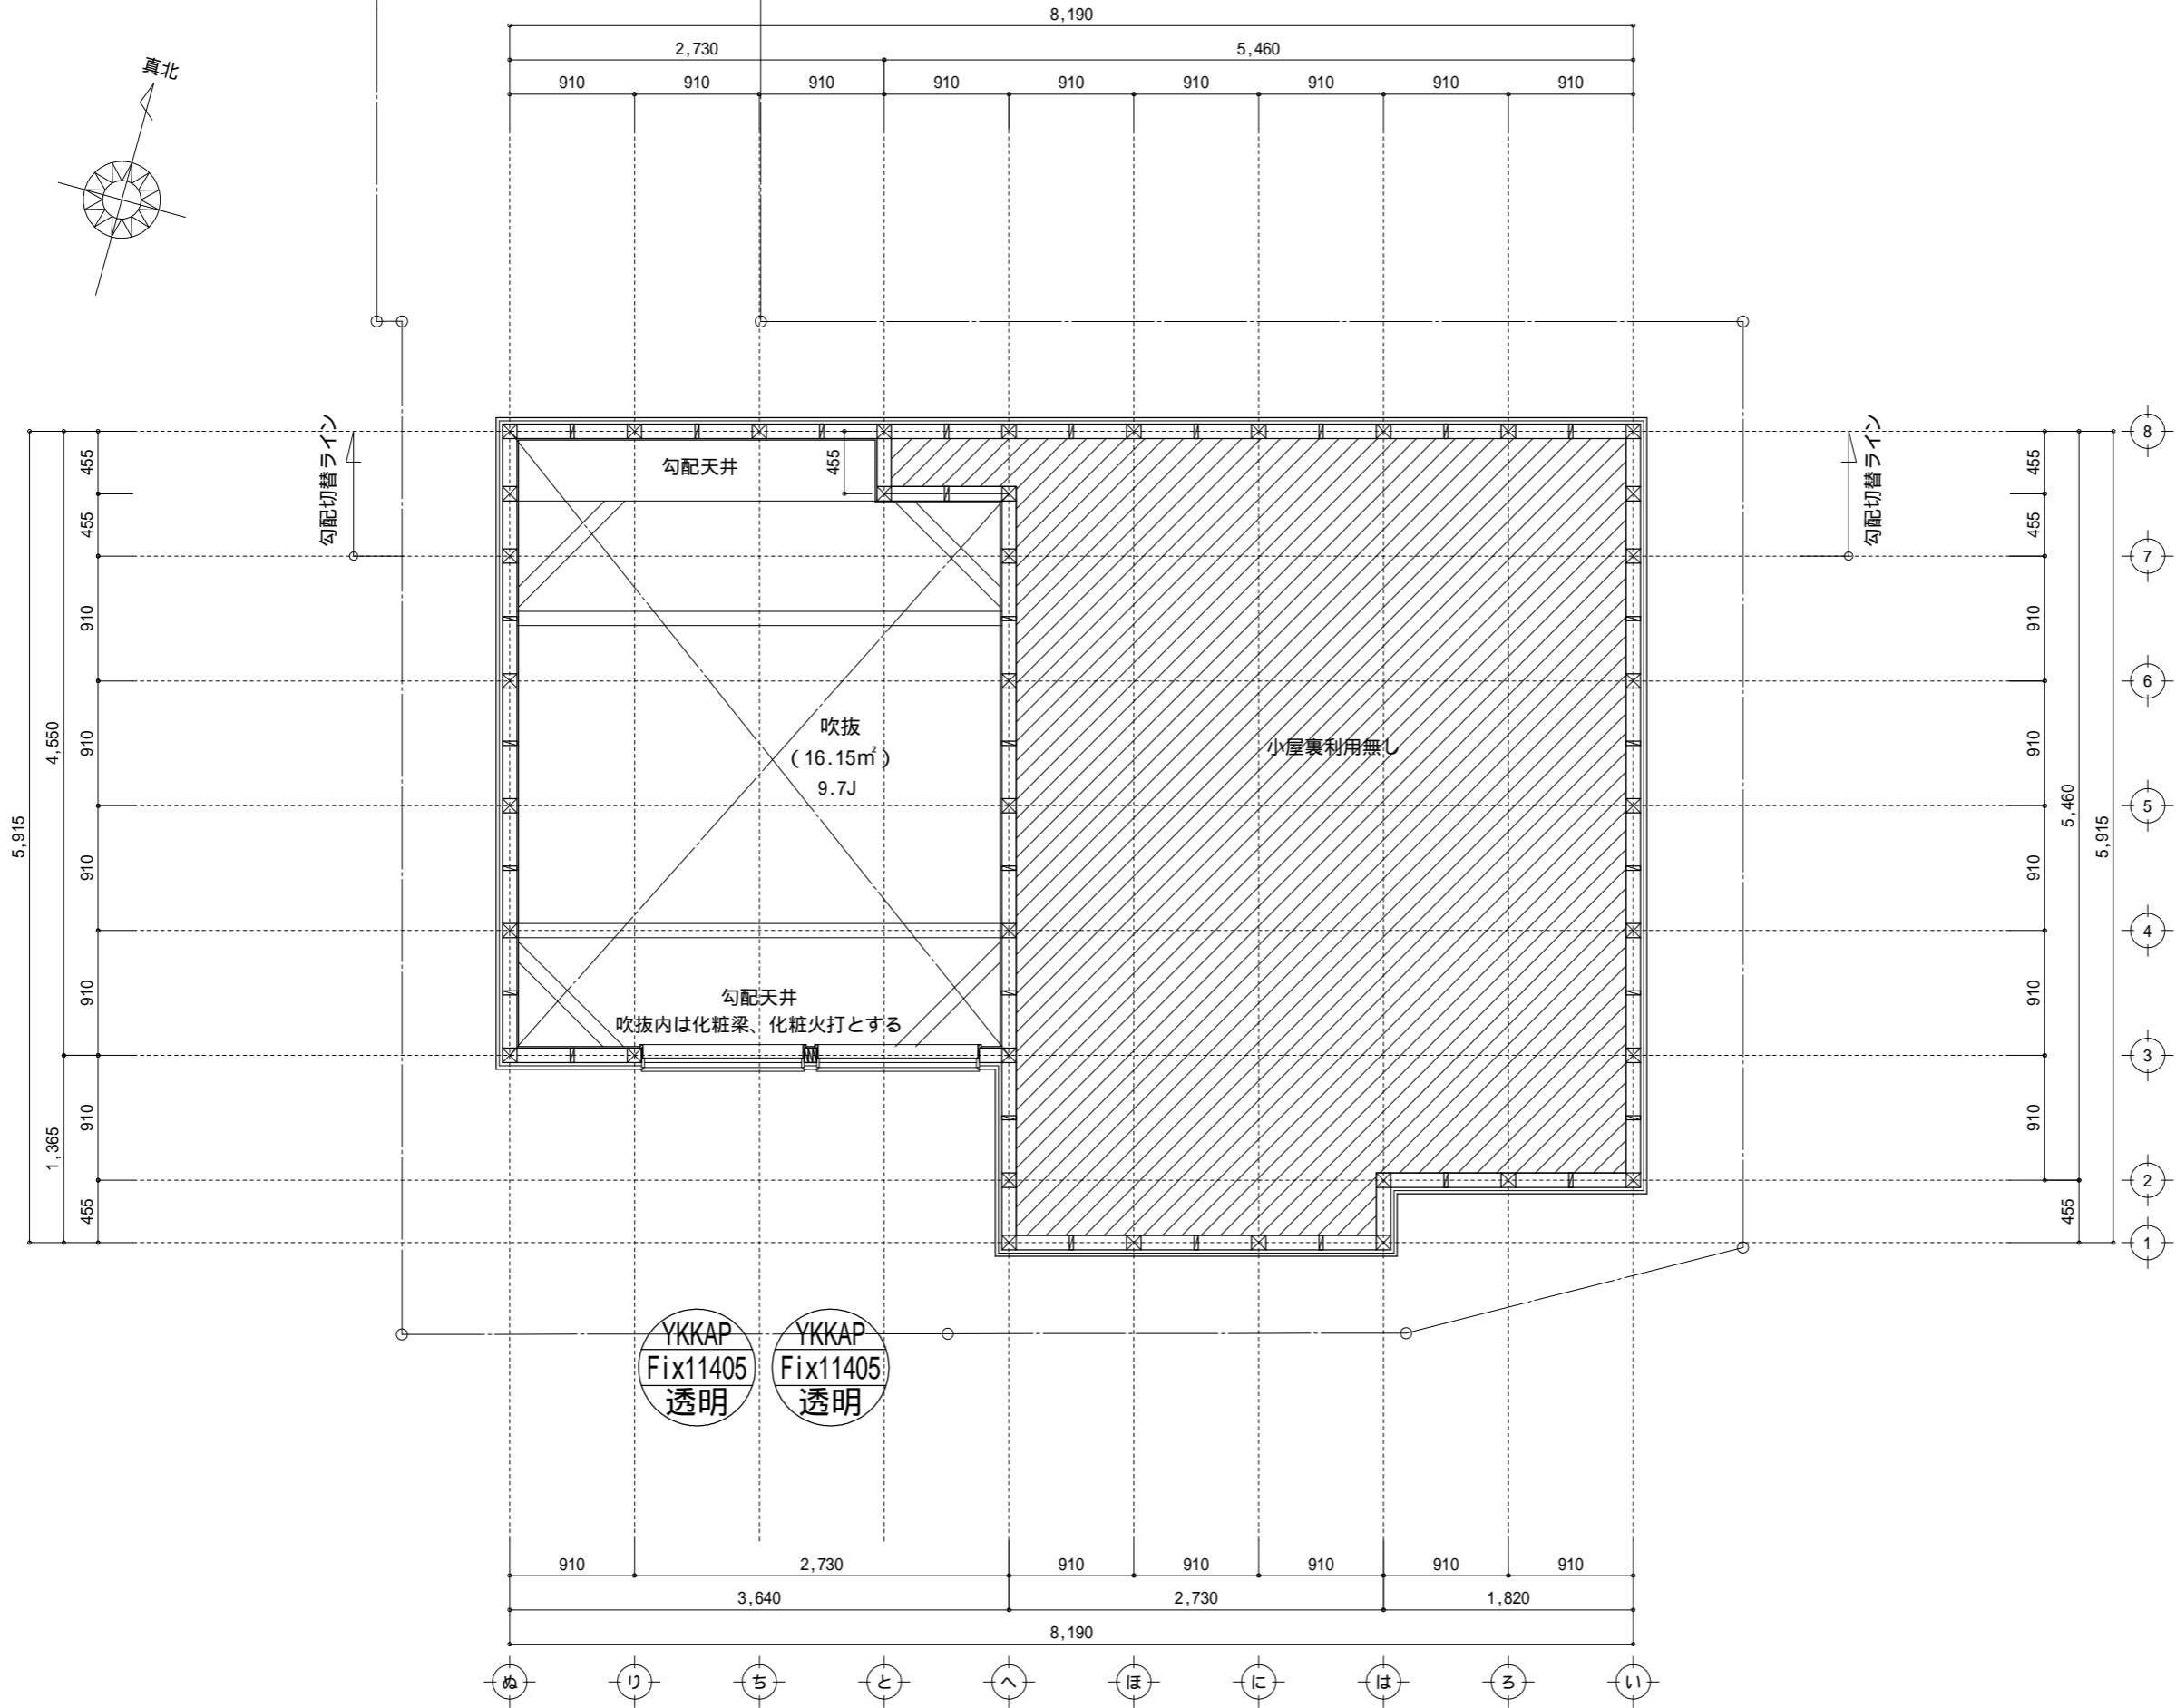 8,190
2,730
5,460
910
910
910
910
910
910
910
910
910
真北
勾配切替ライン
勾配切替ライン
455
455
910
910
910
910
910
455
4,550
1,365
5,915
455
勾配天井
吹抜
(16.15㎡)
9.7J
小屋裏利用無し
勾配天井
吹抜内は化粧梁、化粧火打とする
455
455
910
910
910
910
910
5,460
455
5,915
8
7
6
5
4
3
2
1
YKKAP
Fix11405
透明
YKKAP
Fix11405
透明
910
2,730
910
910
910
910
910
3,640
2,730
1,820
8,190
ぬ
り
ち
と
へ
ほ
に
は
ろ
い